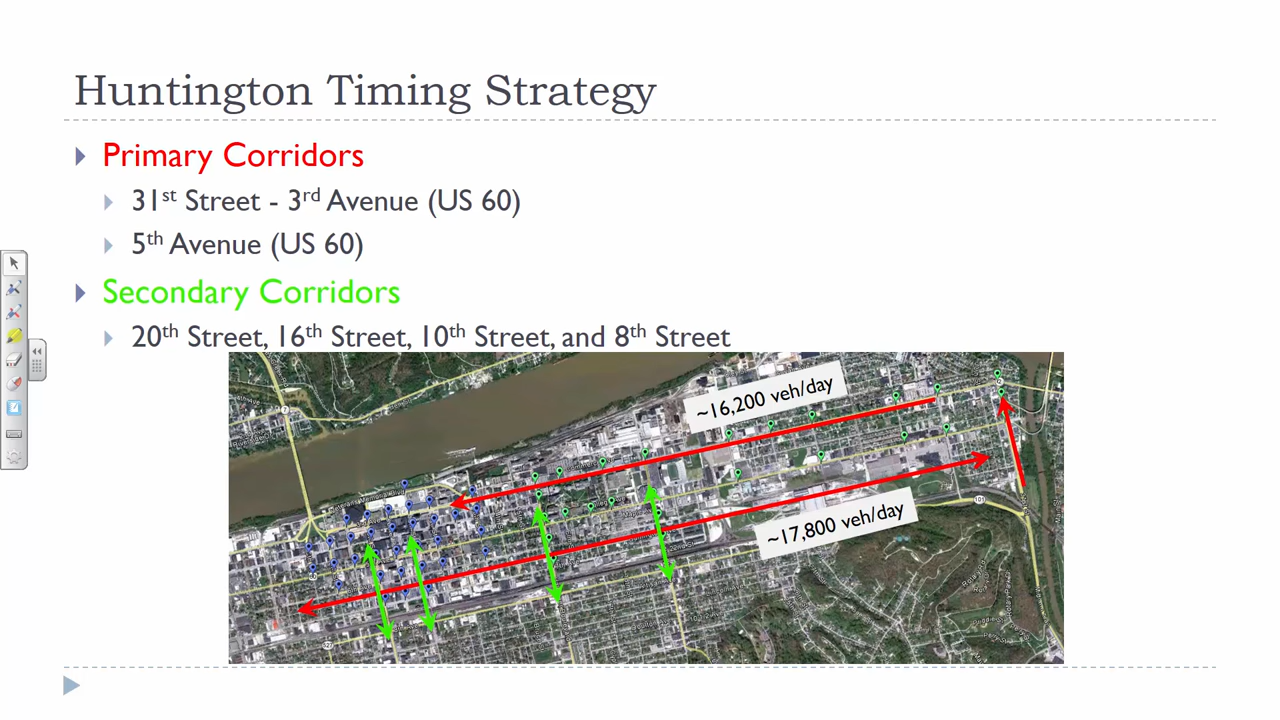 Huntington Timing Strategy
Primary Corridors
31st Street - 3rd Avenue (US 60)
5th Avenue (US 60)
Secondary Corridors
20th Street, 16th Street, 10th Street, and 8th Street
~16,200 veh/day
~17,800 veh/day